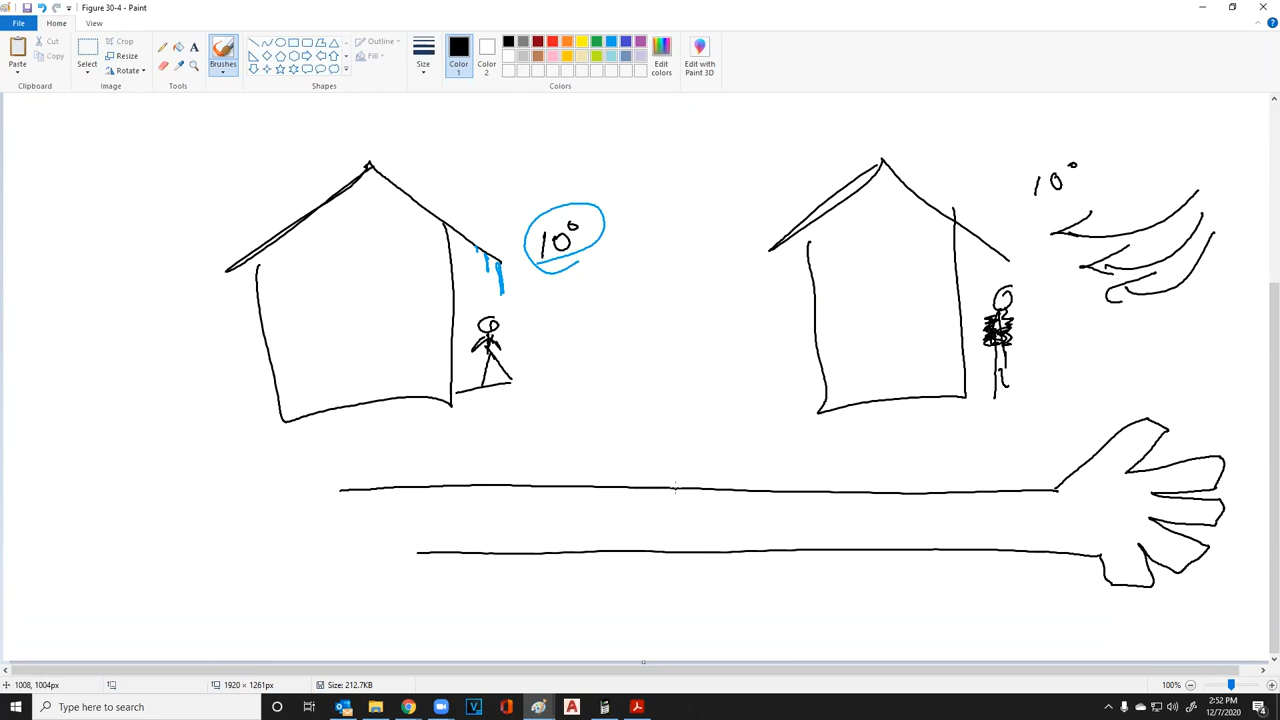 Figure 30-4 - Paint
File
Home
View
Paste
Cut
Copy
Clipboard
Select
Crop
Resize
Rotate
Image
A
Tools
Brushes
Outline
Fill
Shapes
Size
Color 1
Color 2
Edit colors
Colors
Edit with Paint 3D
10°
10°
1008, 1004px
1920 × 1261px
Size: 212.7KB
100%
Type here to search
2:52 PM
12/7/2020